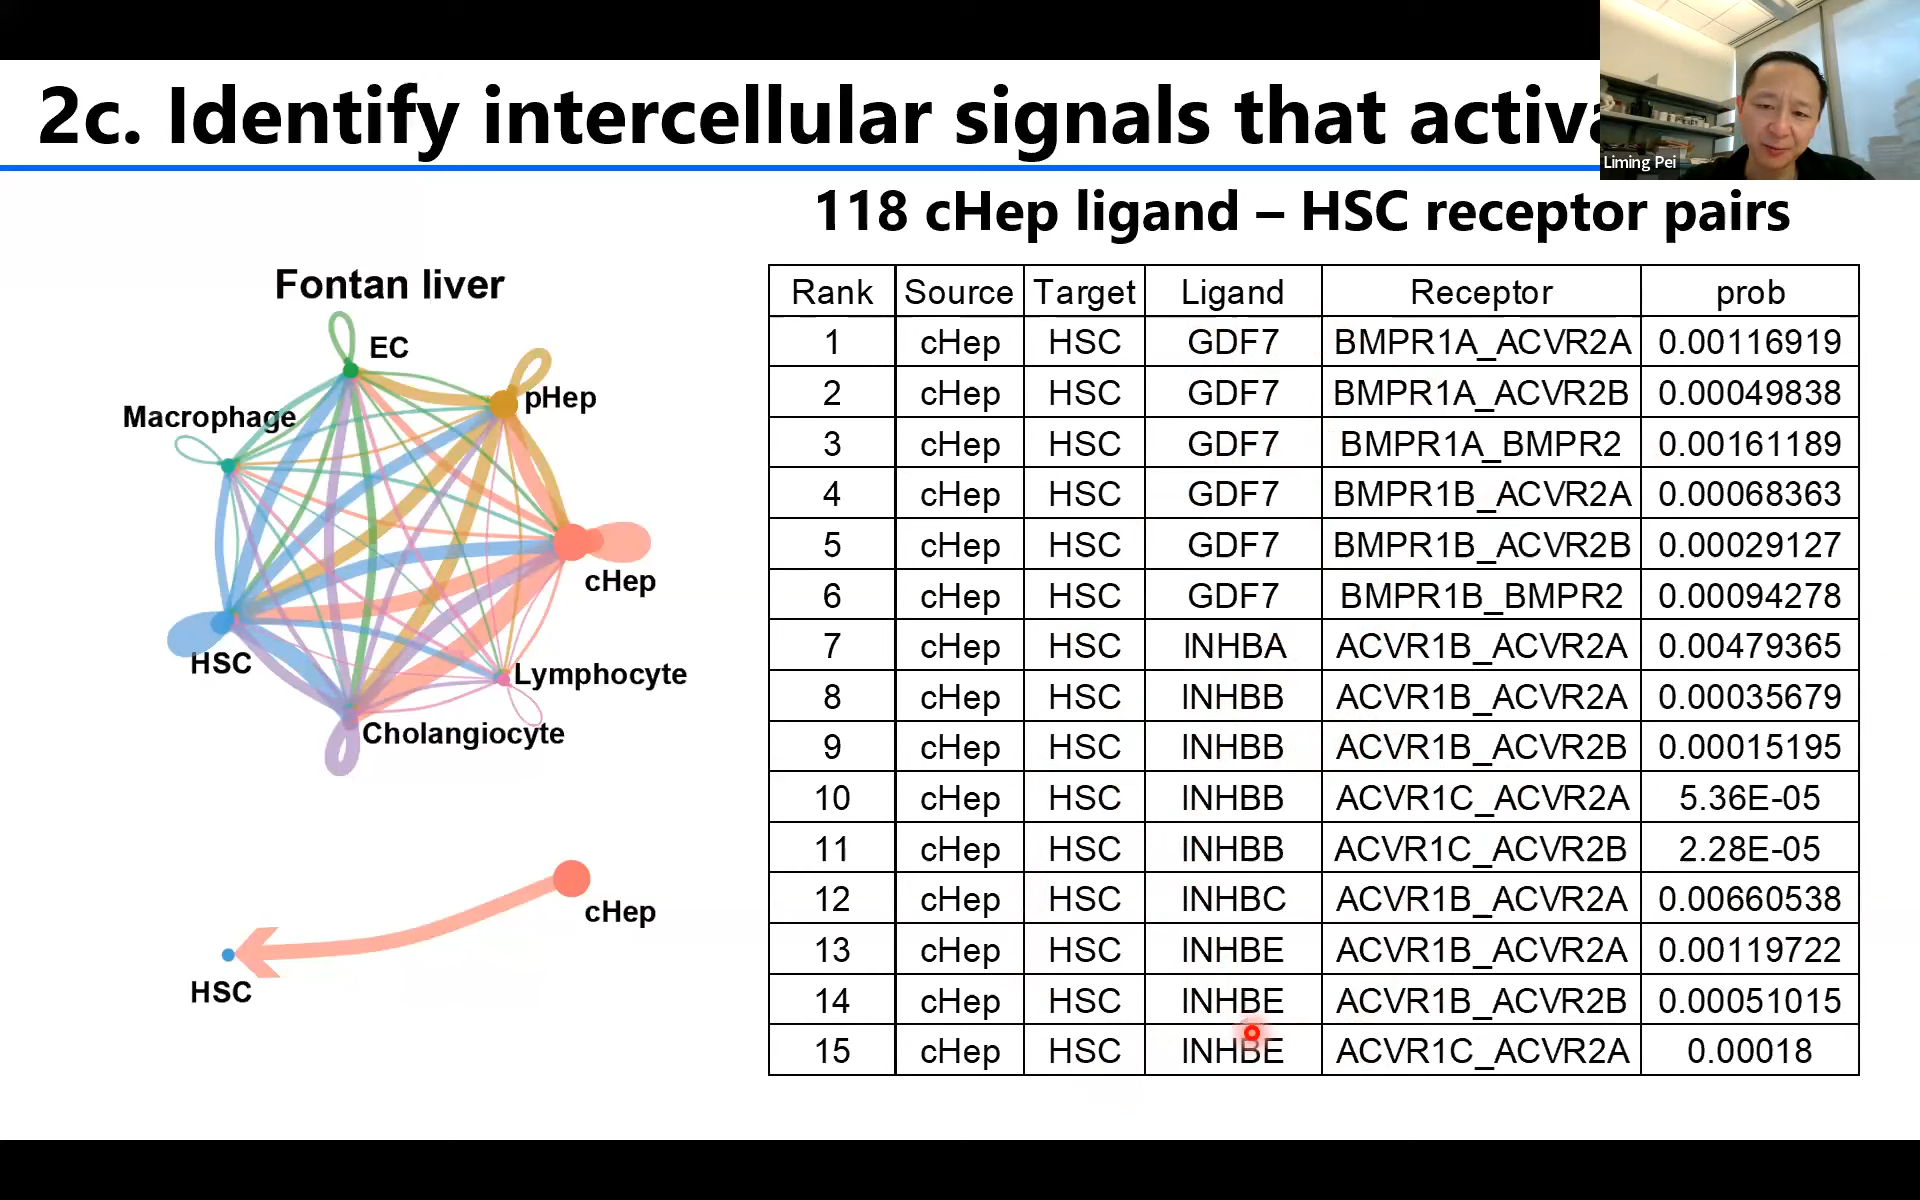 2c. Identify intercellular signals that activa
Liming Pei
118 cHep ligand – HSC receptor pairs
Fontan liver
EC
pHep
Macrophage
cHep
HSC
Lymphocyte
Cholangiocyte
cHep
HSC
Rank Source Target Ligand Receptor prob
1 cHep HSC GDF7 BMPR1A_ACVR2A 0.00116919
2 cHep HSC GDF7 BMPR1A_ACVR2B 0.00049838
3 cHep HSC GDF7 BMPR1A_BMPR2 0.00161189
4 cHep HSC GDF7 BMPR1B_ACVR2A 0.00068363
5 cHep HSC GDF7 BMPR1B_ACVR2B 0.00029127
6 cHep HSC GDF7 BMPR1B_BMPR2 0.00094278
7 cHep HSC INHBA ACVR1B_ACVR2A 0.00479365
8 cHep HSC INHBB ACVR1B_ACVR2A 0.00035679
9 cHep HSC INHBB ACVR1B_ACVR2B 0.00015195
10 cHep HSC INHBB ACVR1C_ACVR2A 5.36E-05
11 cHep HSC INHBB ACVR1C_ACVR2B 2.28E-05
12 cHep HSC INHBC ACVR1B_ACVR2A 0.00660538
13 cHep HSC INHBE ACVR1B_ACVR2A 0.00119722
14 cHep HSC INHBE ACVR1B_ACVR2B 0.00051015
15 cHep HSC INHBE ACVR1C_ACVR2A 0.00018